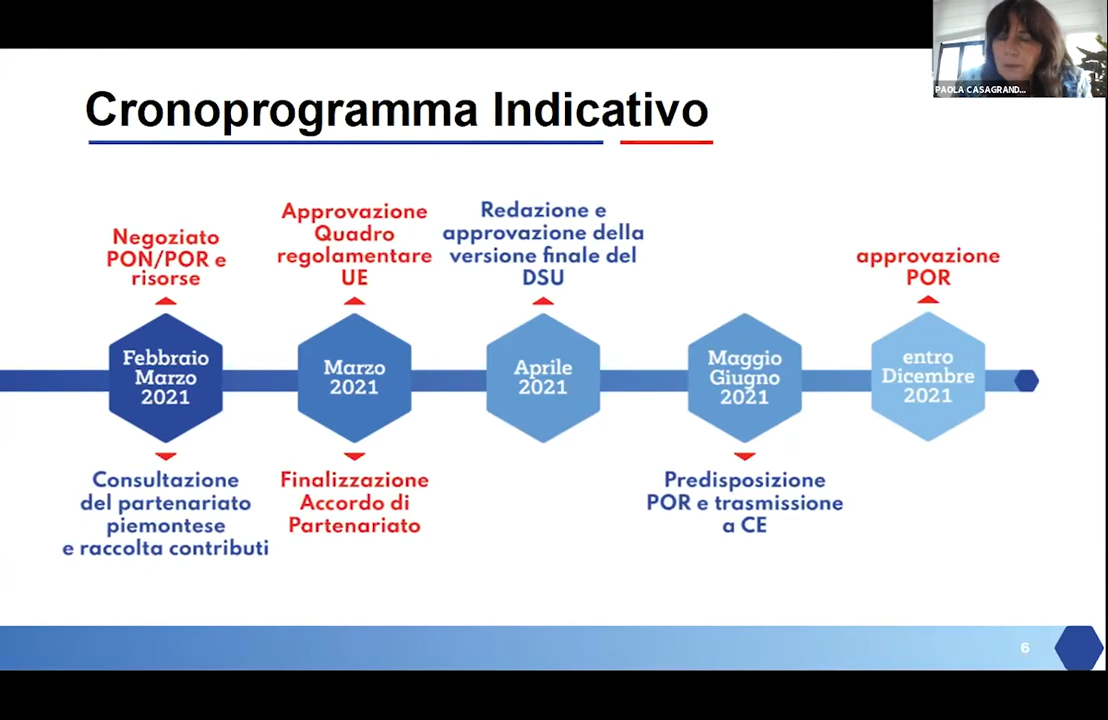 PAOLA CASAGRAND...
Cronoprogramma Indicativo
Negoziato
PON/POR e
risorse
Approvazione
Quadro
regolamentare
UE
Redazione e
approvazione della
versione finale del
DSU
approvazione
POR
Febbraio
Marzo
2021
Marzo
2021
Aprile
2021
Maggio
Giugno
2021
entro
Dicembre
2021
Consultazione
del partenariato
piemontese
e raccolta contributi
Finalizzazione
Accordo di
Partenariato
Predisposizione
POR e trasmissione
a CE
6